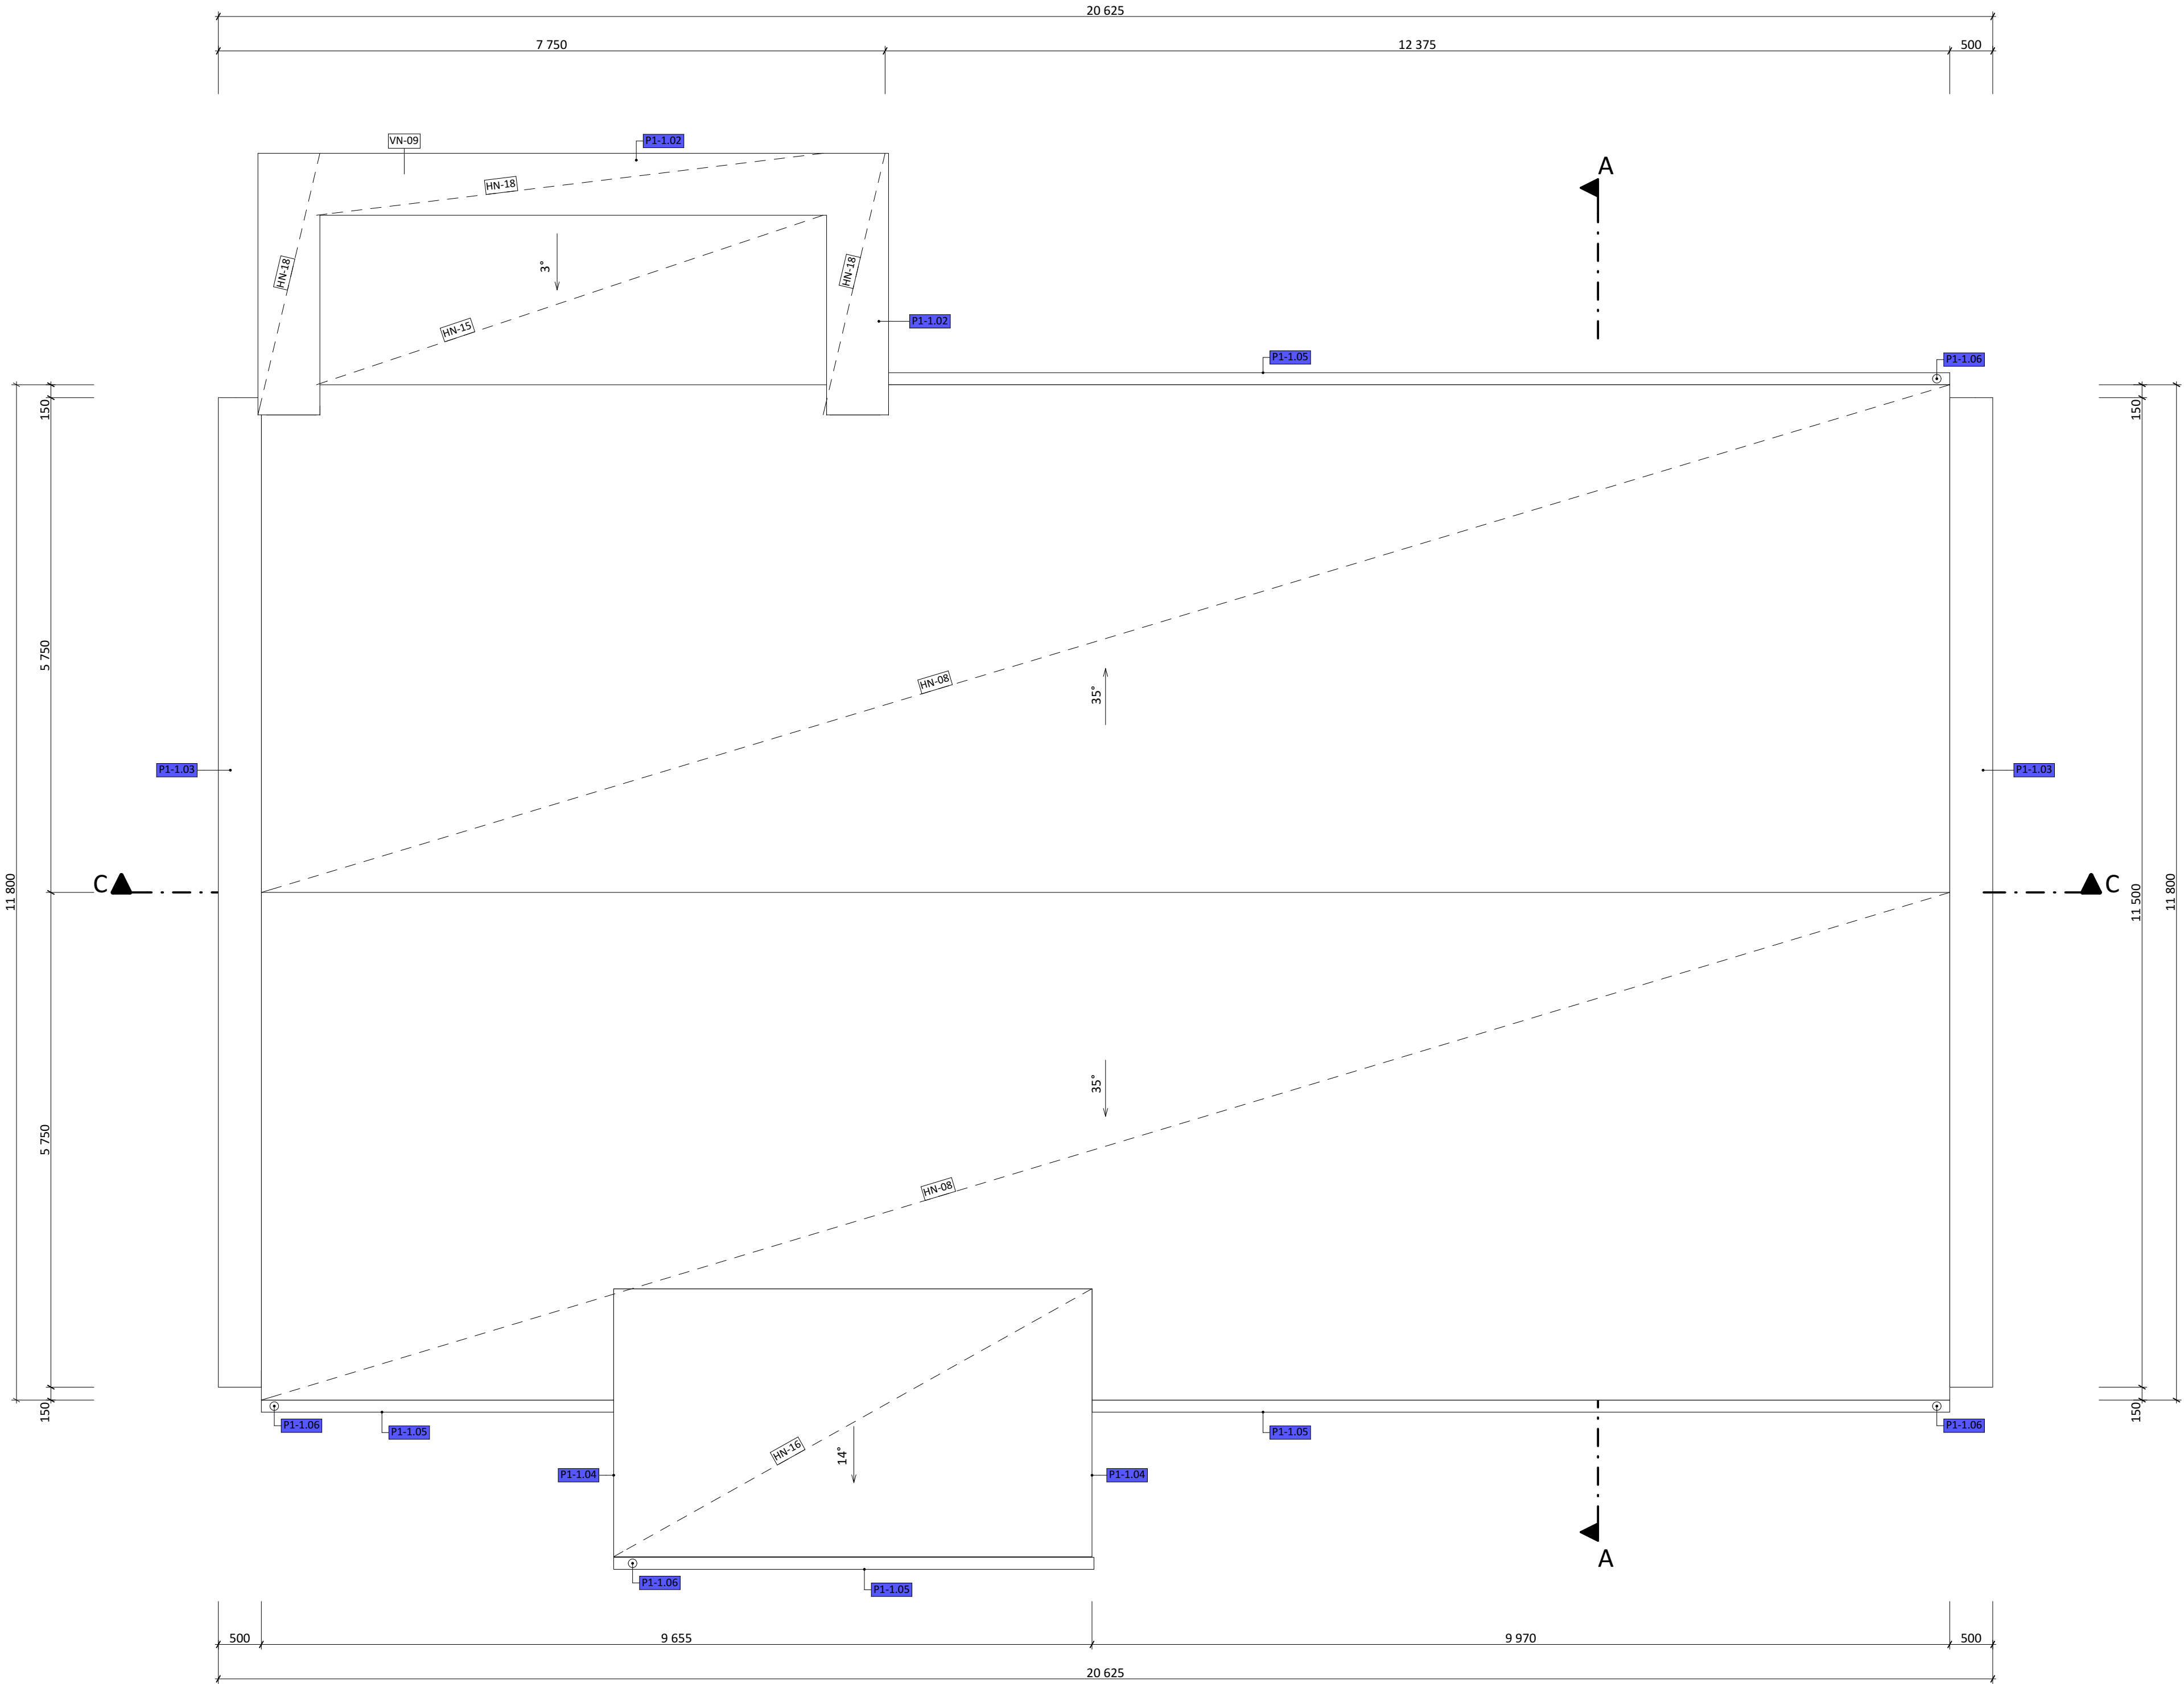 20 625
7 750
12 375
500
VN-09
P1-1.02
A
HN-18
HN-18
3°
HN-18
HN-15
P1-1.02
P1-1.05
P1-1.06
150
150
5 750
HN-08
35°
P1-1.03
P1-1.03
C
C
11 800
11 500
11 800
35°
5 750
HN-08
150
150
P1-1.06
P1-1.05
P1-1.05
P1-1.06
HN-16
14°
P1-1.04
P1-1.04
A
P1-1.06
P1-1.05
500
9 655
9 970
500
20 625